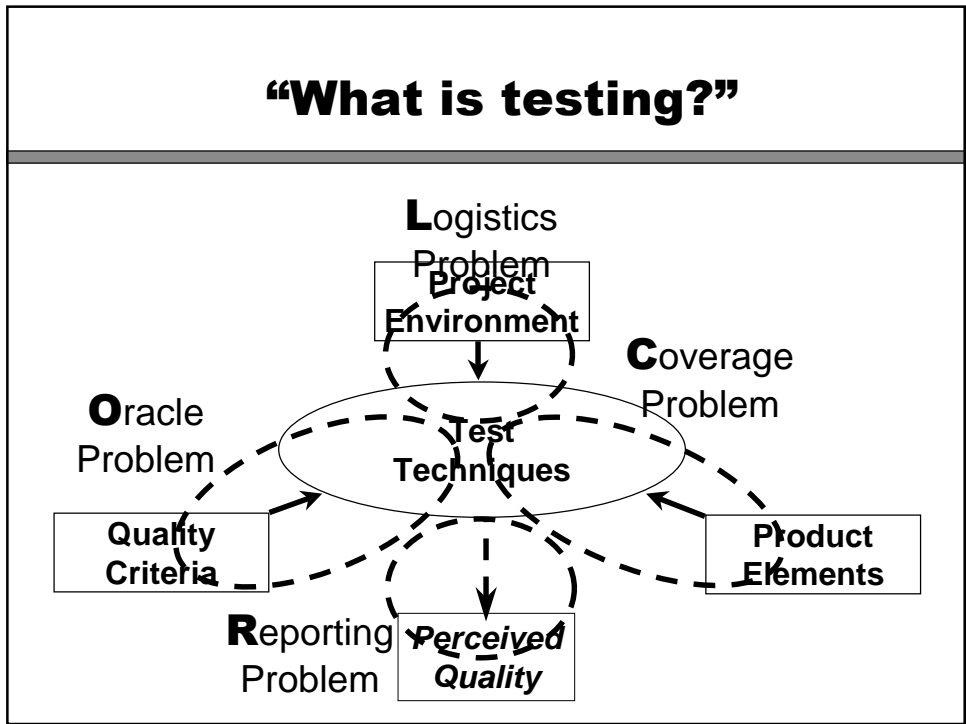 “What is testing?”
Logistics
Problem
Project
Environment
Coverage
Problem
Oracle
Problem
Test
Techniques
Quality
Criteria
Product
Elements
Reporting
Problem
Perceived
Quality